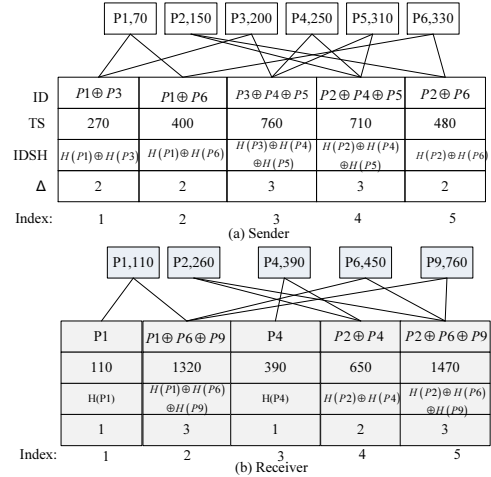 P1,70 P2,150 P3,200 P4,250 P5,310 P6,330
ID P1⊕P3 P1⊕P6 P3⊕P4⊕P5 P2⊕P4⊕P5 P2⊕P6
TS 270 400 760 710 480
IDSH H(P1)⊕H(P3) H(P1)⊕H(P6) H(P3)⊕H(P4) ⊕H(P5) H(P2)⊕H(P4) ⊕H(P5) H(P2)⊕H(P6)
Δ 2 2 3 3 2
Index: 1 2 3 4 5
(a) Sender
P1,110 P2,260 P4,390 P6,450 P9,760
P1 P1⊕P6⊕P9 P4 P2⊕P4 P2⊕P6⊕P9
110 1320 390 650 1470
H(P1) H(P1)⊕H(P6) ⊕H(P9) H(P4) H(P2)⊕H(P4) H(P2)⊕H(P6) ⊕H(P9)
1 3 1 2 3
Index: 1 2 3 4 5
(b) Receiver